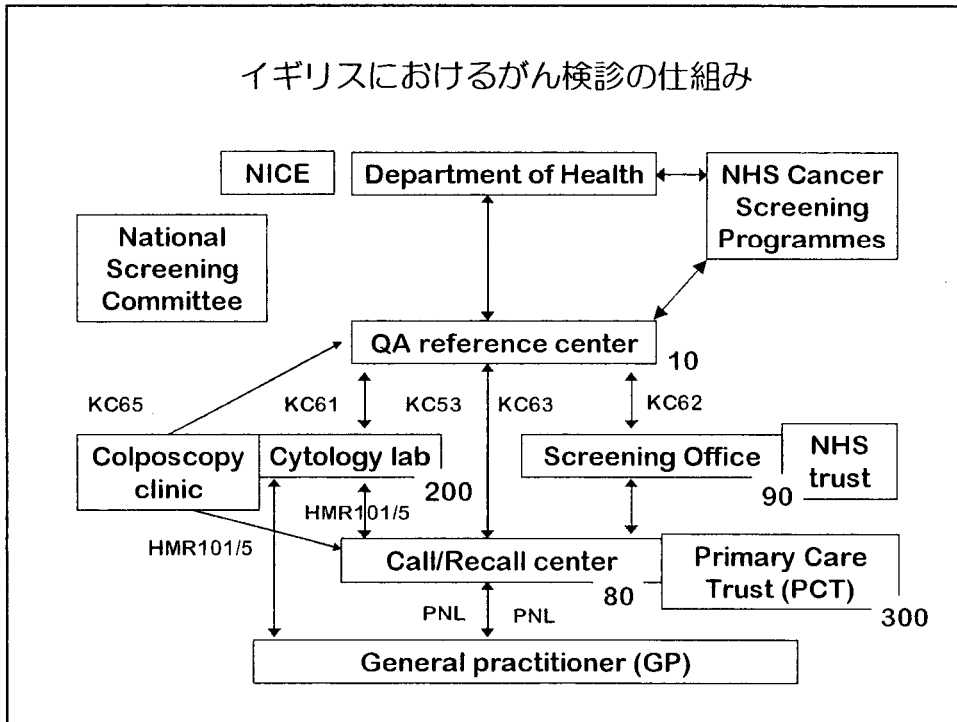 イギリスにおけるがん検診の仕組み
NICE
Department of Health
NHS Cancer
Screening
Programmes
National
Screening
Committee
QA reference center
10
KC65
KC61
KC53
KC63
KC62
Colposcopy
clinic
Cytology lab
200
Screening Office
90
NHS
trust
HMR101/5
HMR101/5
Call/Recall center
80
Primary Care
Trust (PCT)
300
PNL
PNL
General practitioner (GP)